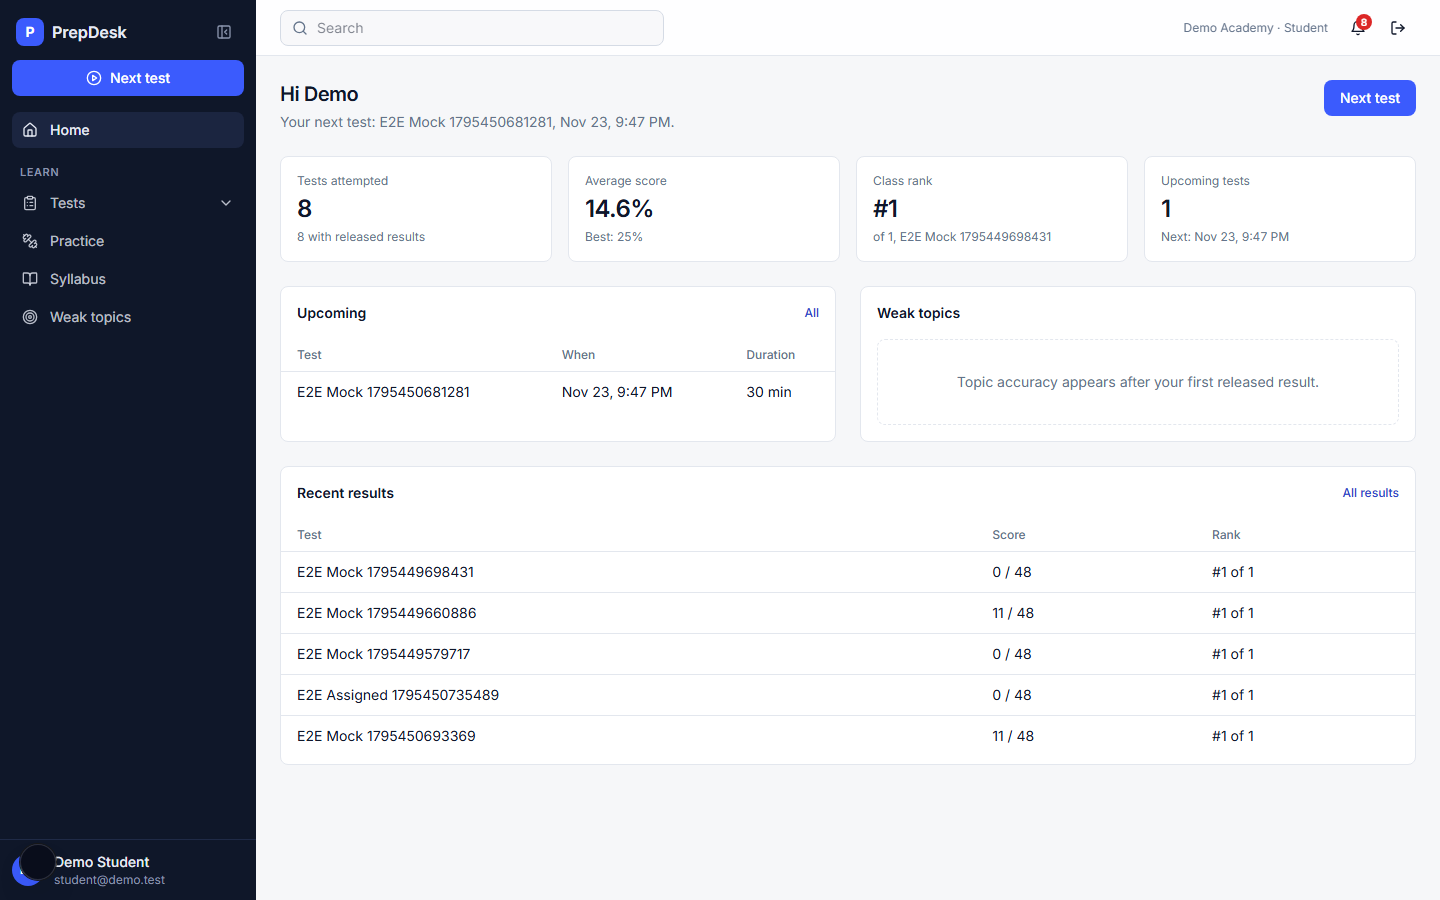 P PrepDesk
Next test
Home
LEARN
Tests
Practice
Syllabus
Weak topics
Demo Student
student@demo.test
Search
Demo Academy · Student
8
Hi Demo
Your next test: E2E Mock 1795450681281, Nov 23, 9:47 PM.
Next test
Tests attempted
8
8 with released results
Average score
14.6%
Best: 25%
Class rank
#1
of 1, E2E Mock 1795449698431
Upcoming tests
1
Next: Nov 23, 9:47 PM
Upcoming All
Test When Duration
E2E Mock 1795450681281 Nov 23, 9:47 PM 30 min
Weak topics
Topic accuracy appears after your first released result.
Recent results All results
Test Score Rank
E2E Mock 1795449698431 0 / 48 #1 of 1
E2E Mock 1795449660886 11 / 48 #1 of 1
E2E Mock 1795449579717 0 / 48 #1 of 1
E2E Assigned 1795450735489 0 / 48 #1 of 1
E2E Mock 1795450693369 11 / 48 #1 of 1